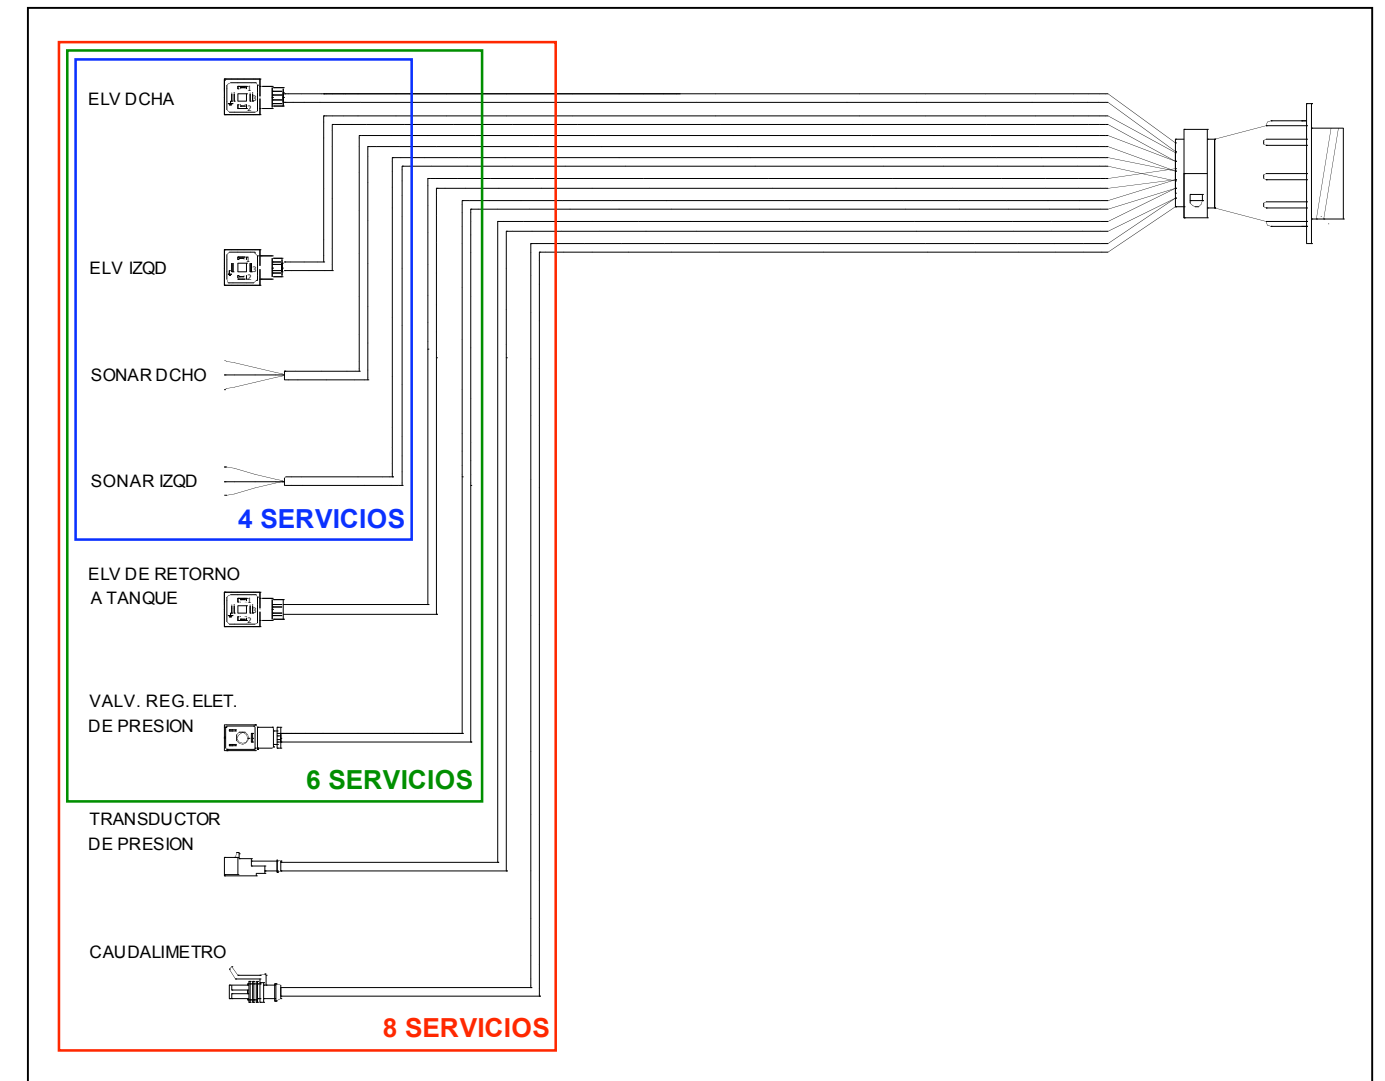 ELV DCHA
ELV IZQD
SONAR DCHO
SONAR IZQD
4 SERVICIOS
ELV DE RETORNO
A TANQUE
VALV. REG. ELET.
DE PRESION
6 SERVICIOS
TRANSDUCTOR
DE PRESION
CAUDALIMETRO
8 SERVICIOS